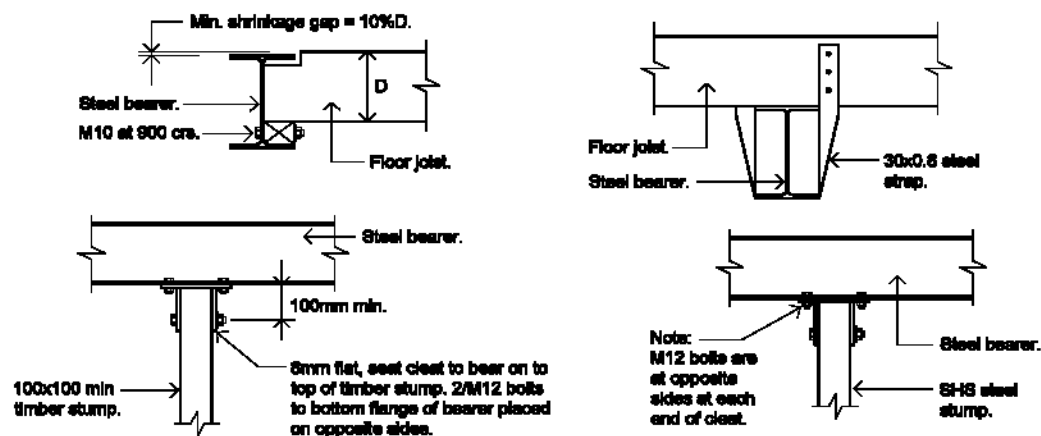 Min. shrinkage gap = 10%D.
D
Steel bearer.
M10 at 900 crs.
Floor joist.
Floor joist.
Steel bearer.
30x0.8 steel
strap.
Steel bearer.
100mm min.
100x100 min
timber stump.
8mm flat, seat cleat to bear on to
top of timber stump. 2/M12 bolts
to bottom flange of bearer placed
on opposite sides.
Note:
M12 bolts are
at opposite
sides at each
end of cleat.
Steel bearer.
SHS steel
stump.